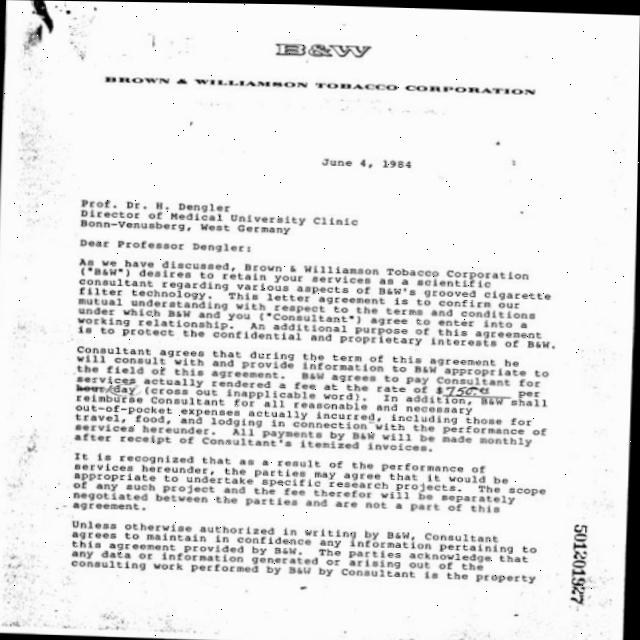 B&W
BROWN & WILLIAMSON TOBACCO CORPORATION
June 4, 1984
Prof. Dr. H. Dengler
Director of Medical University Clinic
Bonn-Venusberg, West Germany
Dear Professor Dengler:
As we have discussed, Brown & Williamson Tobacco Corporation
("B&W") desires to retain your services as a scientific
consultant regarding various aspects of B&W's grooved cigarette
filter technology. This letter agreement is to confirm our
mutual understanding with respect to the terms and conditions
under which B&W and you ("Consultant") agree to enter into a
working relationship. An additional purpose of this agreement
is to protect the confidential and proprietary interests of B&W.
Consultant agrees that during the term of this agreement he
will consult with and provide information to B&W appropriate to
the field of this agreement. B&W agrees to pay Consultant for
services actually rendered a fee at the rate of $ per
hour/day (cross out inapplicable word). In addition, B&W shall
reimburse Consultant for all reasonable and necessary
out-of-pocket expenses actually incurred, including those for
travel, food, and lodging in connection with the performance of
services hereunder. All payments by B&W will be made monthly
after receipt of Consultant's itemized invoices.
It is recognized that as a result of the performance of
services hereunder, the parties may agree that it would be
appropriate to undertake specific research projects. The scope
of any such project and the fee therefor will be separately
negotiated between the parties and are not a part of this
agreement.
Unless otherwise authorized in writing by B&W, Consultant
agrees to maintain in confidence any information pertaining to
this agreement provided by B&W. The parties acknowledge that
any data or information generated or arising out of the
consulting work performed by B&W by Consultant is the property
501201927